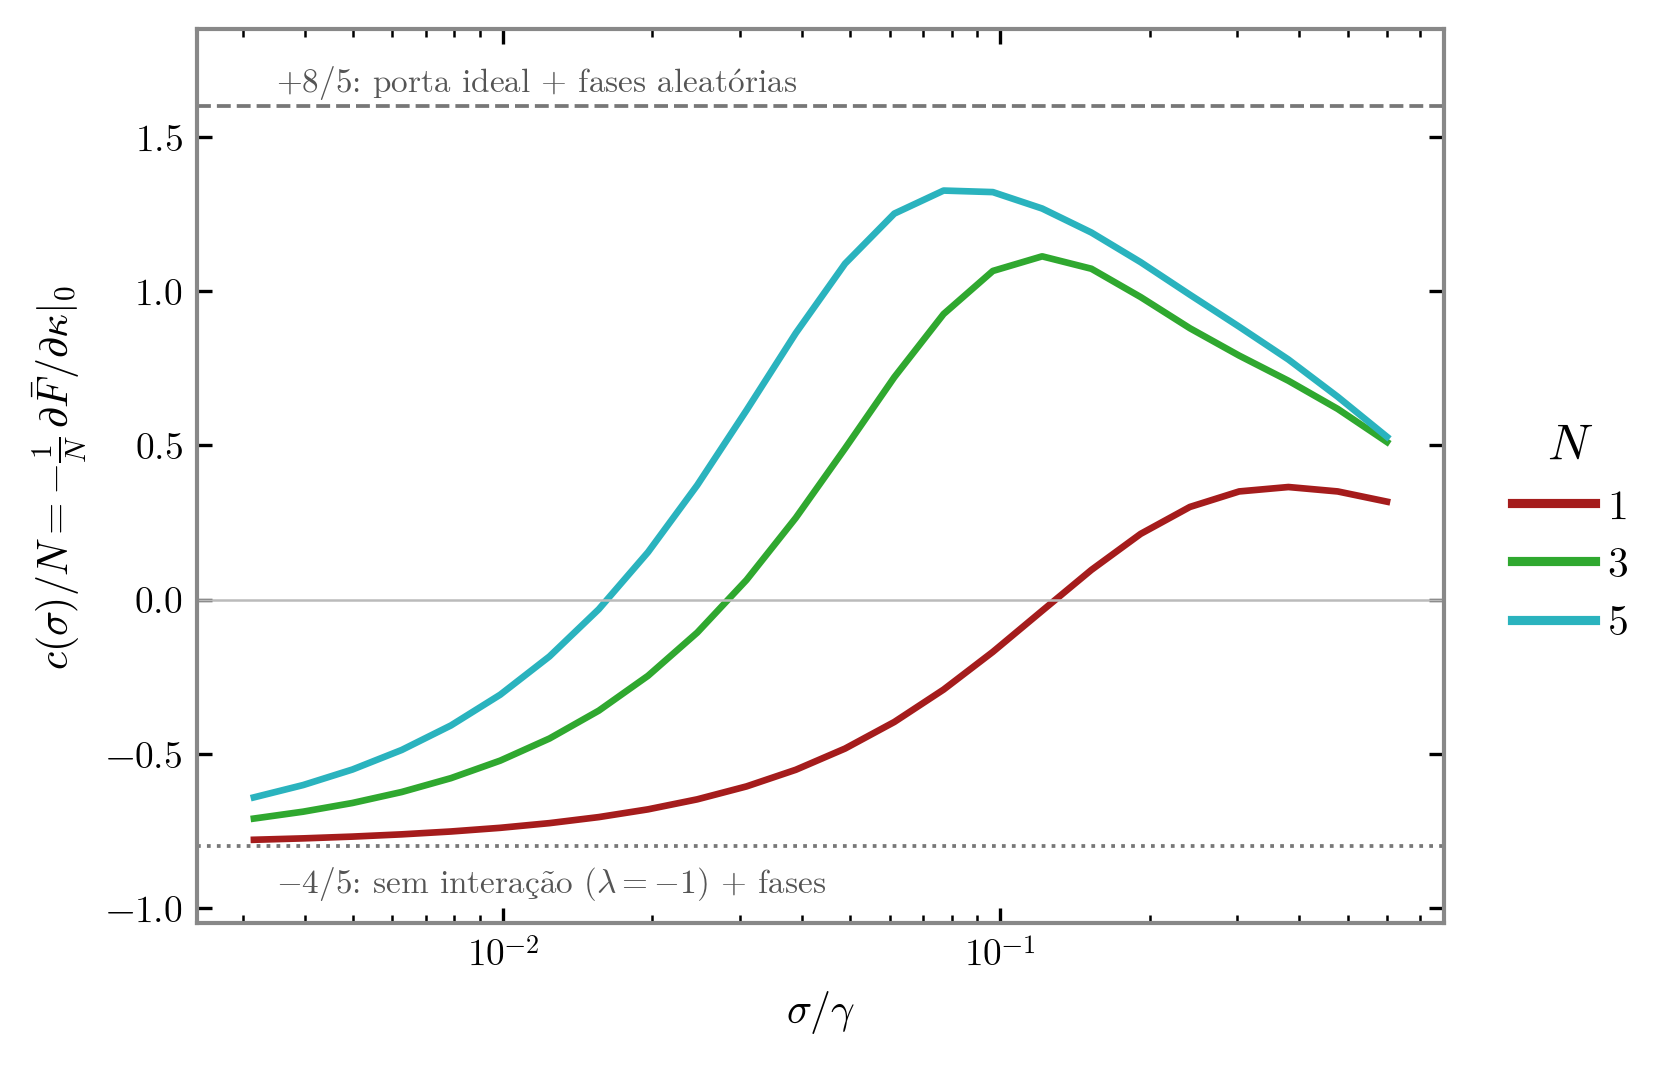 +8/5: porta ideal + fases aleatórias
1.5
1.0
0.5
0.0
−0.5
−1.0
c(σ)/N = −\frac{1}{N} ∂F̄/∂κ|₀
−4/5: sem interação (λ = −1) + fases
10⁻²
10⁻¹
σ/γ
N
1
3
5